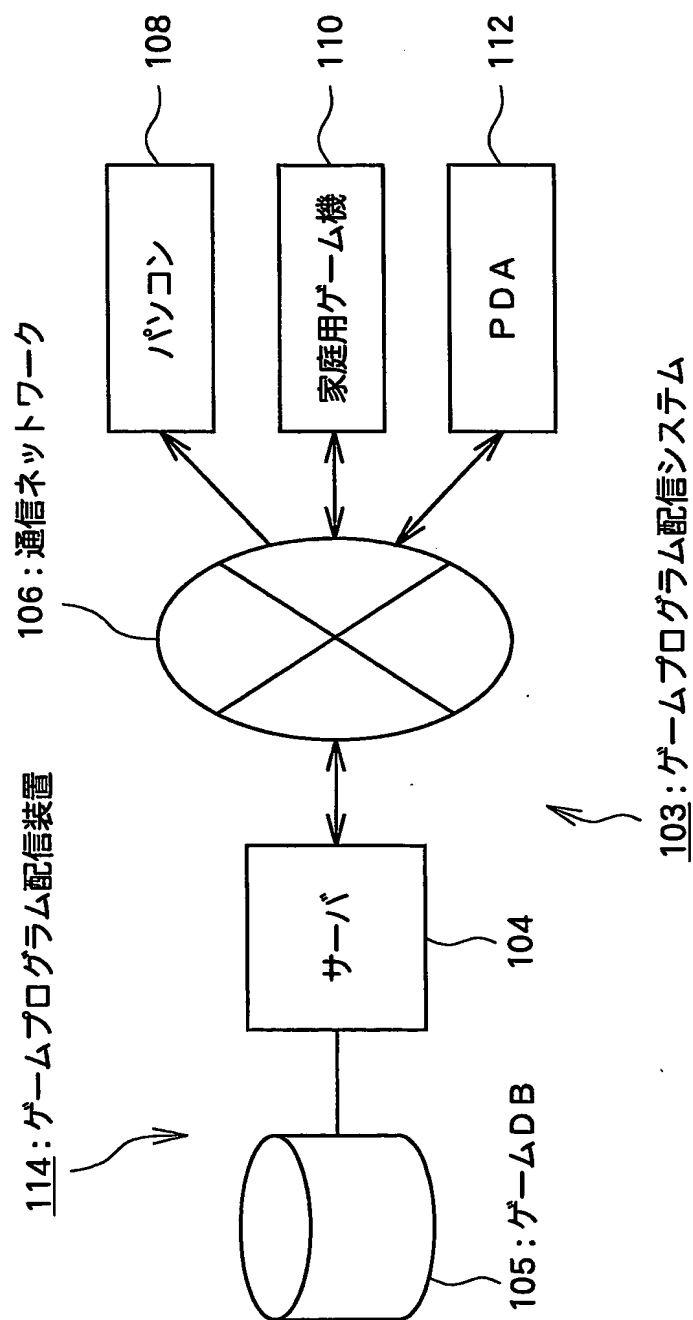 114：ゲームプログラム配信装置
106：通信ネットワーク
105：ゲームDB
サーバ
104
パソコン
108
家庭用ゲーム機
110
PDA
112
103：ゲームプログラム配信システム